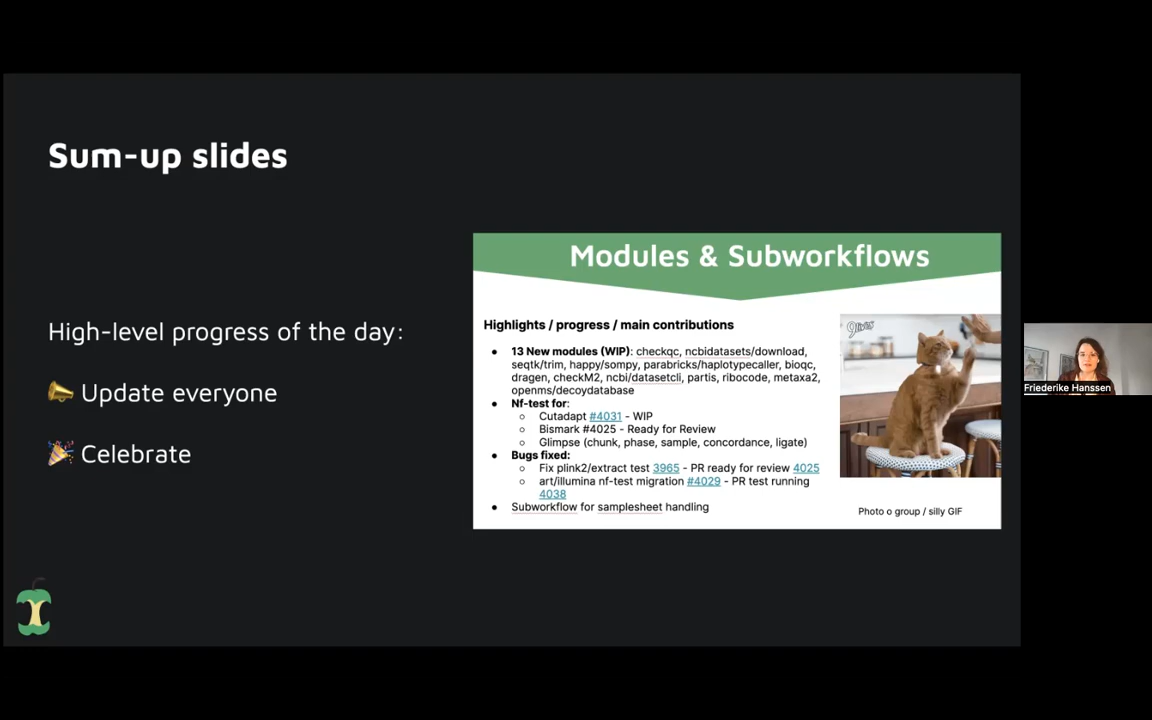 Sum-up slides
High-level progress of the day:
📣 Update everyone
🎉 Celebrate
Modules & Subworkflows
Highlights / progress / main contributions
● 13 New modules (WIP): checkqc, ncbidatasets/download,
seqtk/trim, happy/sompy, parabricks/haplotypecaller, bioqc,
dragen, checkM2, ncbi/datasetcli, partis, ribocode, metaxa2,
openms/decoydatabase
● Nf-test for:
○ Cutadapt #4031 - WIP
○ Bismark #4025 - Ready for Review
○ Glimpse (chunk, phase, sample, concordance, ligate)
● Bugs fixed:
○ Fix plink2/extract test 3965 - PR ready for review 4025
○ art/illumina nf-test migration #4029 - PR test running
4038
● Subworkflow for samplesheet handling
9Lives
Photo o group / silly GIF
Friederike Hanssen